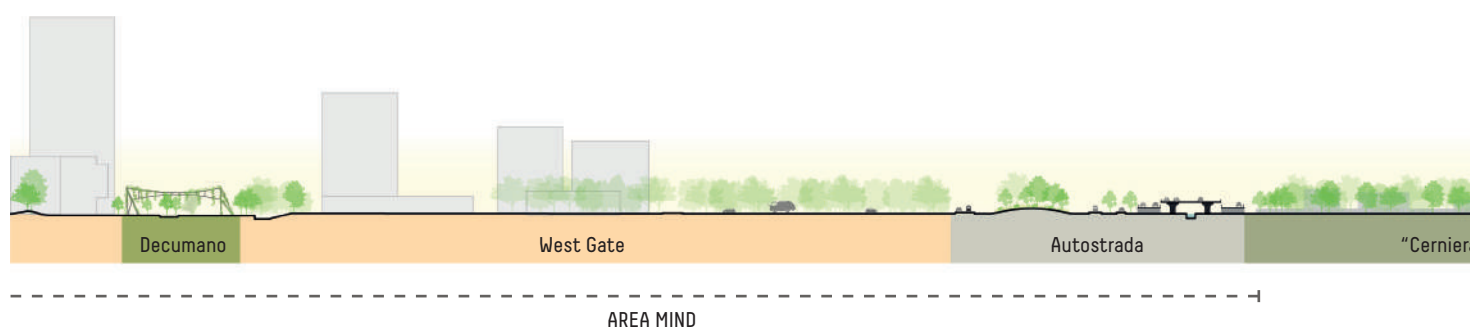 Decumano
West Gate
Autostrada
"Cerniera
AREA MIND